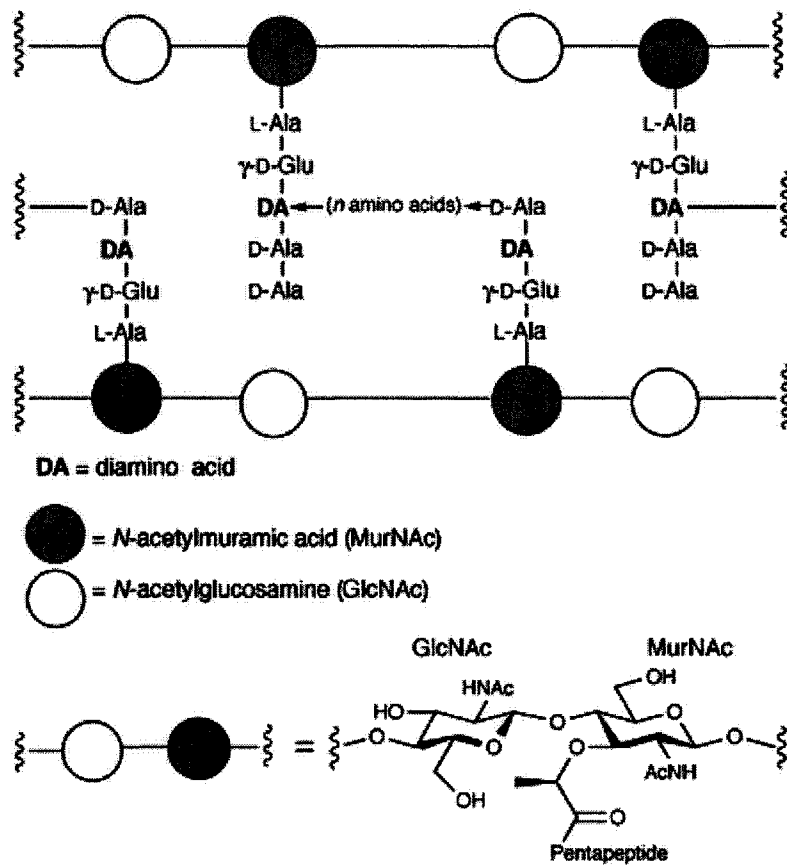 L-Ala L-Ala
γ-D-Glu γ-D-Glu
D-Ala DA (n amino acids) D-Ala DA
DA D-Ala DA D-Ala
γ-D-Glu D-Ala γ-D-Glu D-Ala
L-Ala L-Ala
DA = diamino acid
= N-acetylmuramic acid (MurNAc)
= N-acetylglucosamine (GlcNAc)
GlcNAc MurNAc
HNAc OH
HO O O O
O O O
= O AcNH
OH O
Pentapeptide